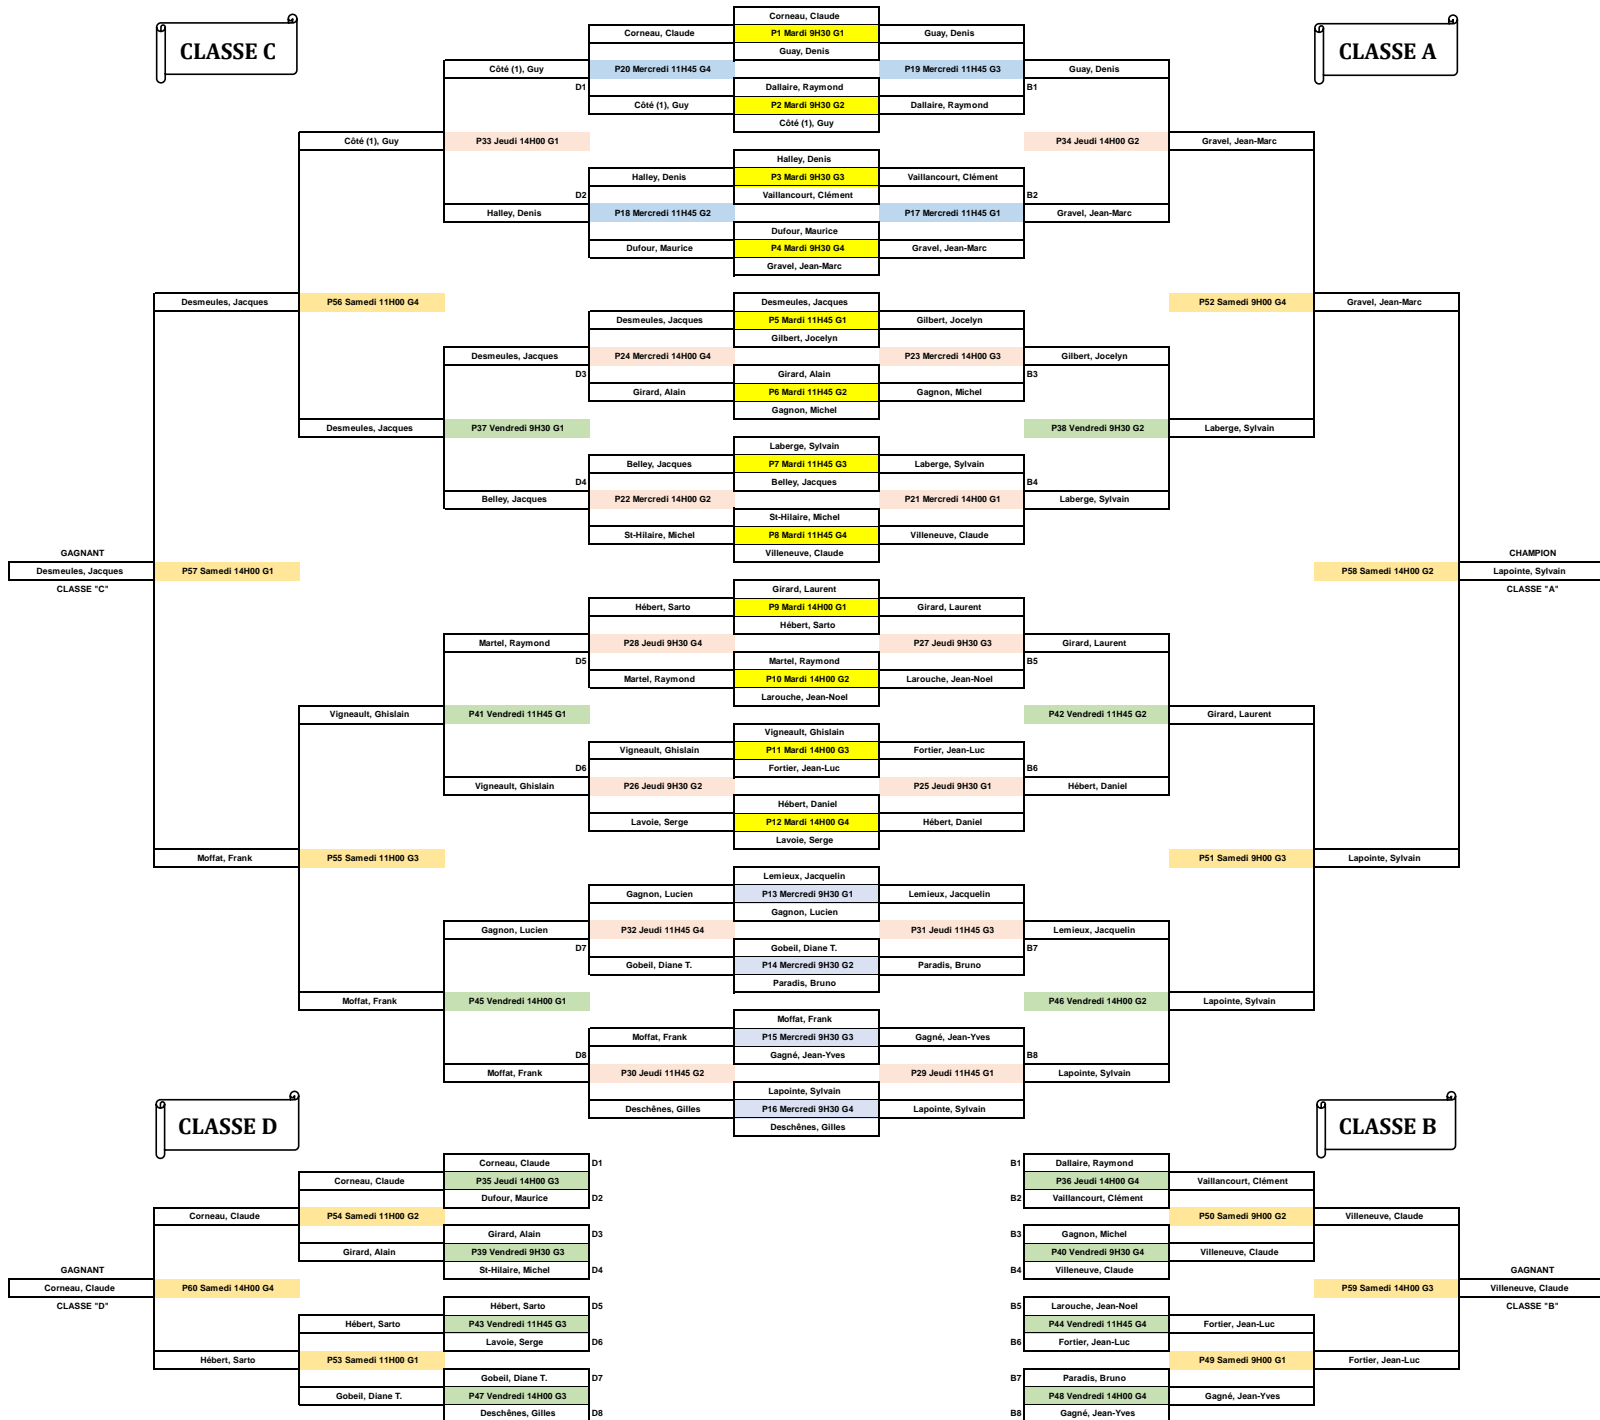 Corneau, Claude
Corneau, Claude P1 Mardi 9H30 G1 Guay, Denis
CLASSE C Guay, Denis CLASSE A
Côté (1), Guy P20 Mercredi 11H45 G4 P19 Mercredi 11H45 G3 Guay, Denis
D1 Dallaire, Raymond B1
Côté (1), Guy P2 Mardi 9H30 G2 Dallaire, Raymond
Côté (1), Guy
Côté (1), Guy P33 Jeudi 14H00 G1 P34 Jeudi 14H00 G2 Gravel, Jean-Marc
Halley, Denis
Halley, Denis P3 Mardi 9H30 G3 Vaillancourt, Clément
D2 Vaillancourt, Clément B2
Halley, Denis P18 Mercredi 11H45 G2 P17 Mercredi 11H45 G1 Gravel, Jean-Marc
Dufour, Maurice
Dufour, Maurice P4 Mardi 9H30 G4 Gravel, Jean-Marc
Gravel, Jean-Marc
Desmeules, Jacques P56 Samedi 11H00 G4 Desmeules, Jacques P52 Samedi 9H00 G4 Gravel, Jean-Marc
Desmeules, Jacques P5 Mardi 11H45 G1 Gilbert, Jocelyn
Gilbert, Jocelyn
Desmeules, Jacques P24 Mercredi 14H00 G4 P23 Mercredi 14H00 G3 Gilbert, Jocelyn
D3 Girard, Alain B3
Girard, Alain P6 Mardi 11H45 G2 Gagnon, Michel
Gagnon, Michel
Desmeules, Jacques P37 Vendredi 9H30 G1 P38 Vendredi 9H30 G2 Laberge, Sylvain
Laberge, Sylvain
Belley, Jacques P7 Mardi 11H45 G3 Laberge, Sylvain
D4 Belley, Jacques B4
Belley, Jacques P22 Mercredi 14H00 G2 P21 Mercredi 14H00 G1 Laberge, Sylvain
St-Hilaire, Michel
St-Hilaire, Michel P8 Mardi 11H45 G4 Villeneuve, Claude
GAGNANT Villeneuve, Claude CHAMPION
Desmeules, Jacques P57 Samedi 14H00 G1 P58 Samedi 14H00 G2 Lapointe, Sylvain
CLASSE "C" Girard, Laurent CLASSE "A"
Hébert, Sarto P9 Mardi 14H00 G1 Girard, Laurent
Hébert, Sarto
Martel, Raymond P28 Jeudi 9H30 G4 P27 Jeudi 9H30 G3 Girard, Laurent
D5 Martel, Raymond B5
Martel, Raymond P10 Mardi 14H00 G2 Larouche, Jean-Noel
Larouche, Jean-Noel
Vigneault, Ghislain P41 Vendredi 11H45 G1 P42 Vendredi 11H45 G2 Girard, Laurent
Vigneault, Ghislain
Vigneault, Ghislain P11 Mardi 14H00 G3 Fortier, Jean-Luc
D6 Fortier, Jean-Luc B6
Vigneault, Ghislain P26 Jeudi 9H30 G2 P25 Jeudi 9H30 G1 Hébert, Daniel
Hébert, Daniel
Lavoie, Serge P12 Mardi 14H00 G4 Hébert, Daniel
Lavoie, Serge
Moffat, Frank P55 Samedi 11H00 G3 P51 Samedi 9H00 G3 Lapointe, Sylvain
Lemieux, Jacquelin
Gagnon, Lucien P13 Mercredi 9H30 G1 Lemieux, Jacquelin
Gagnon, Lucien
Gagnon, Lucien P32 Jeudi 11H45 G4 P31 Jeudi 11H45 G3 Lemieux, Jacquelin
D7 Gobeil, Diane T. B7
Gobeil, Diane T. P14 Mercredi 9H30 G2 Paradis, Bruno
Paradis, Bruno
Moffat, Frank P45 Vendredi 14H00 G1 P46 Vendredi 14H00 G2 Lapointe, Sylvain
Moffat, Frank
Moffat, Frank P15 Mercredi 9H30 G3 Gagné, Jean-Yves
D8 Gagné, Jean-Yves B8
Moffat, Frank P30 Jeudi 11H45 G2 P29 Jeudi 11H45 G1 Lapointe, Sylvain
Lapointe, Sylvain
Deschênes, Gilles P16 Mercredi 9H30 G4 Lapointe, Sylvain
CLASSE D Deschênes, Gilles CLASSE B
Corneau, Claude D1 B1 Dallaire, Raymond
Corneau, Claude P35 Jeudi 14H00 G3 P36 Jeudi 14H00 G4 Vaillancourt, Clément
Dufour, Maurice D2 B2 Vaillancourt, Clément
Corneau, Claude P54 Samedi 11H00 G2 P50 Samedi 9H00 G2 Villeneuve, Claude
Girard, Alain D3 B3 Gagnon, Michel
Girard, Alain P39 Vendredi 9H30 G3 P40 Vendredi 9H30 G4 Villeneuve, Claude
GAGNANT St-Hilaire, Michel D4 B4 Villeneuve, Claude GAGNANT
Corneau, Claude P60 Samedi 14H00 G4 P59 Samedi 14H00 G3 Villeneuve, Claude
CLASSE "D" Hébert, Sarto D5 B5 Larouche, Jean-Noel CLASSE "B"
Hébert, Sarto P43 Vendredi 11H45 G3 P44 Vendredi 11H45 G4 Fortier, Jean-Luc
Lavoie, Serge D6 B6 Fortier, Jean-Luc
Hébert, Sarto P53 Samedi 11H00 G1 P49 Samedi 9H00 G1 Fortier, Jean-Luc
Gobeil, Diane T. D7 B7 Paradis, Bruno
Gobeil, Diane T. P47 Vendredi 14H00 G3 P48 Vendredi 14H00 G4 Gagné, Jean-Yves
Deschênes, Gilles D8 B8 Gagné, Jean-Yves